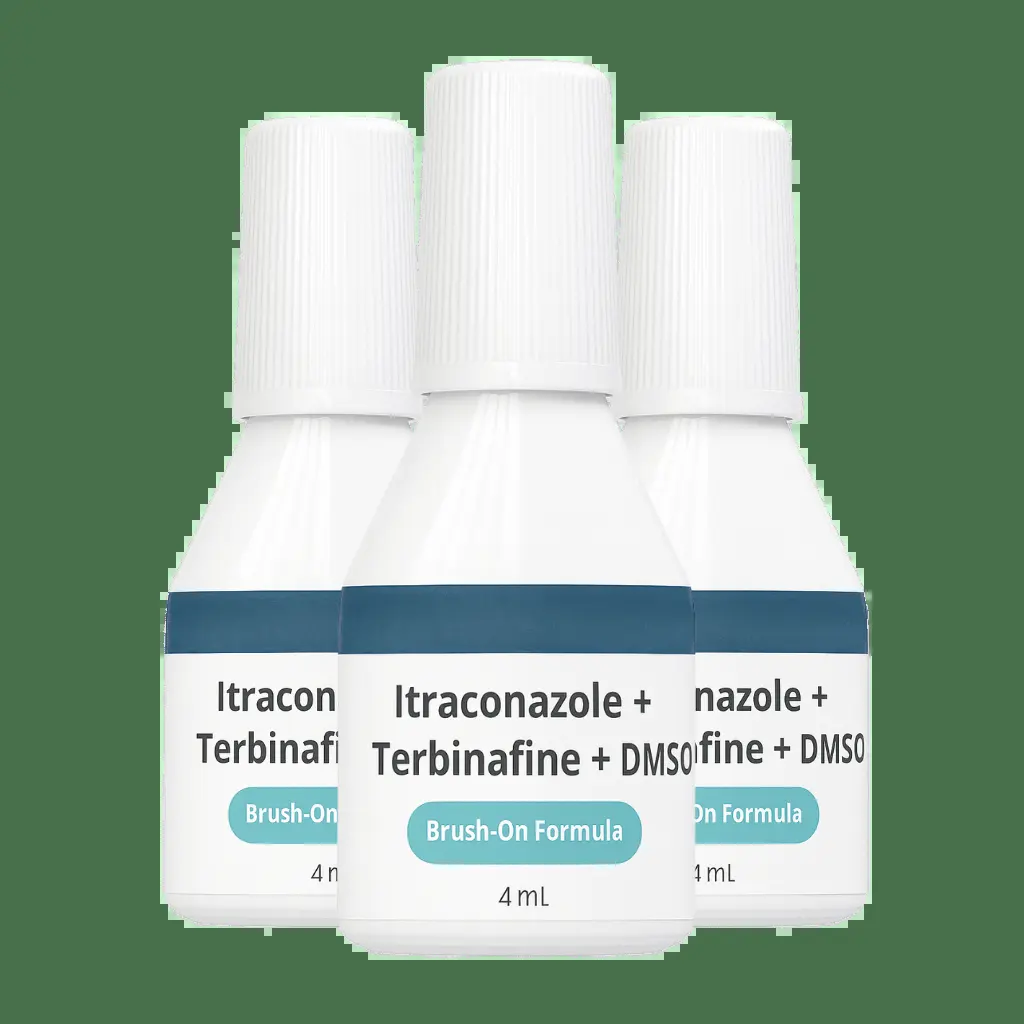 Itraconazole +
Terbinafine + DMSO
Brush-On Formula
4 mL
Itracon
Terbinafi
Brush-On
4 m
nazole +
afine + DMSO
On Formula
4 mL